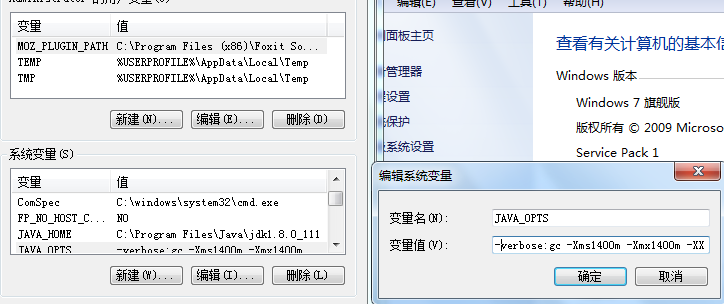 Administrator 的用户变量(U)
变量 值
MOZ_PLUGIN_PATH C:\Program Files (x86)\Foxit So...
TEMP %USERPROFILE%\AppData\Local\Temp
TMP %USERPROFILE%\AppData\Local\Temp
新建(N)... 编辑(E)... 删除(D)
系统变量(S)
变量 值
ComSpec C:\windows\system32\cmd.exe
FP_NO_HOST_C... NO
JAVA_HOME C:\Program Files\Java\jdk1.8.0_111
JAVA_OPTS -verbose:gc -Xms1400m -Xmx1400m
新建(W)... 编辑(I)... 删除(L)
编辑(E) 查看(V) 工具(T) 帮助(H)
面板主页
管理器
设置
保护
系统设置
查看有关计算机的基本信
Windows 版本
Windows 7 旗舰版
版权所有 © 2009 Microso
Service Pack 1
编辑系统变量
变量名(N): JAVA_OPTS
变量值(V): -verbose:gc -Xms1400m -Xmx1400m -XX
确定 取消